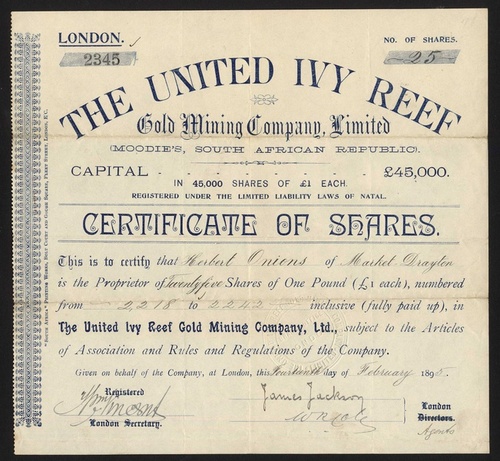 LONDON.
NO. OF SHARES.
2345
25
THE UNITED IVY REEF
Gold Mining Company, Limited
(MOODIE'S, SOUTH AFRICAN REPUBLIC).
CAPITAL - - - - - - - £45,000.
IN 45,000 SHARES OF £1 EACH.
REGISTERED UNDER THE LIMITED LIABILITY LAWS OF NATAL.
CERTIFICATE OF SHARES.
This is to certify that Herbert Onions of Market Drayton
is the Proprietor of Twentyfive Shares of One Pound (£1 each), numbered
from 2218 to 2242 inclusive (fully paid up), in
The United Ivy Reef Gold Mining Company, Ltd., subject to the Articles
of Association and Rules and Regulations of the Company.
Given on behalf of the Company, at London, this Fourteenth day of February 1895.
Registered
London Secretary.
James Jackson
London
Directors.
Agents